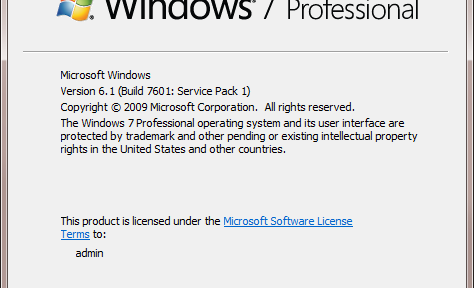 Windows 7 Professional
Microsoft Windows
Version 6.1 (Build 7601: Service Pack 1)
Copyright © 2009 Microsoft Corporation. All rights reserved.
The Windows 7 Professional operating system and its user interface are
protected by trademark and other pending or existing intellectual property
rights in the United States and other countries.
This product is licensed under the Microsoft Software License
Terms to:
admin